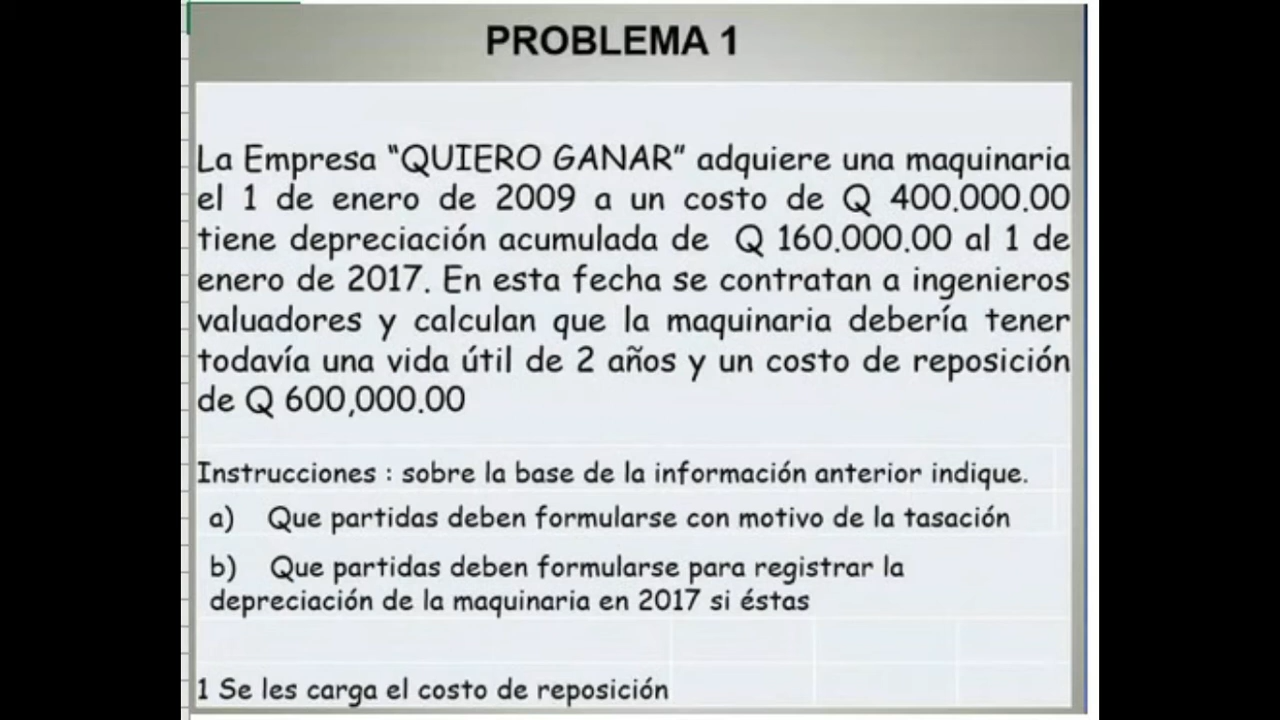 PROBLEMA 1
La Empresa “QUIERO GANAR” adquiere una maquinaria
el 1 de enero de 2009 a un costo de Q 400.000.00
tiene depreciación acumulada de Q 160.000.00 al 1 de
enero de 2017. En esta fecha se contratan a ingenieros
valuadores y calculan que la maquinaria debería tener
todavía una vida útil de 2 años y un costo de reposición
de Q 600,000.00
Instrucciones : sobre la base de la información anterior indique.
a) Que partidas deben formularse con motivo de la tasación
b) Que partidas deben formularse para registrar la
depreciación de la maquinaria en 2017 si éstas
1 Se les carga el costo de reposición